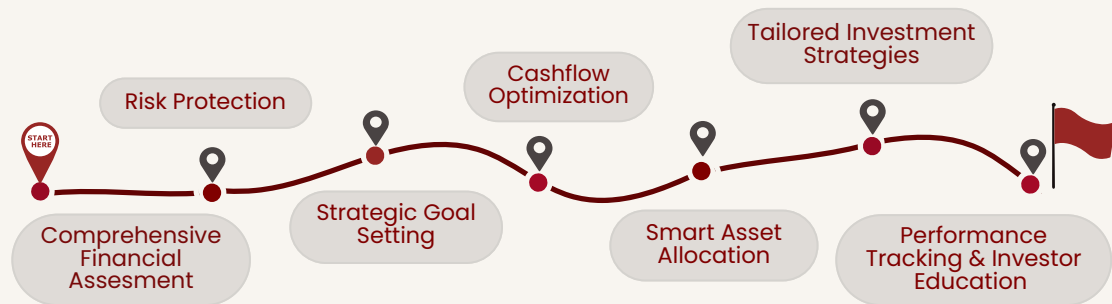 START
HERE
Comprehensive
Financial
Assesment
Risk Protection
Strategic Goal
Setting
Cashflow
Optimization
Smart Asset
Allocation
Tailored Investment
Strategies
Performance
Tracking & Investor
Education